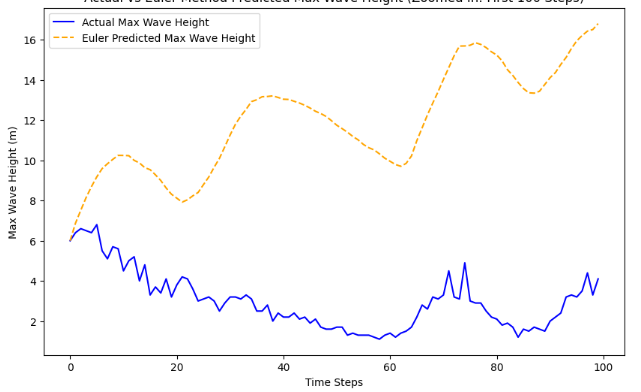 Actual vs Euler Method Predicted Max Wave Height (Zoomed In: First 100 Steps)
Actual Max Wave Height
Euler Predicted Max Wave Height
Max Wave Height (m)
16
14
12
10
8
6
4
2
0
20
40
60
80
100
Time Steps